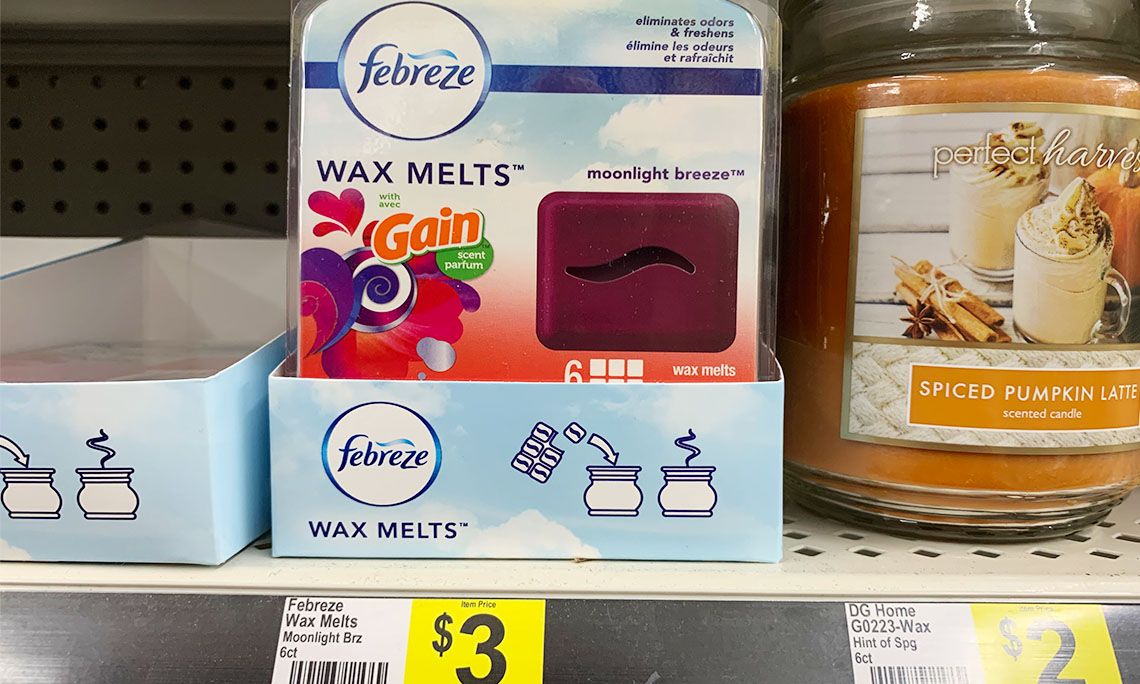 febreze
eliminates odors
& freshens
élimine les odeurs
et rafraîchit
WAX MELTS™
moonlight breeze™
with
avec
Gain
scent
parfum
6
wax melts
febreze
WAX MELTS™
perfect harves
SPICED PUMPKIN LATTE
scented candle
Febreze
Wax Melts
Moonlight Brz
6ct
Item Price
$3
DG Home
G0223-Wax
Hint of Spg
6ct
Item Price
$2